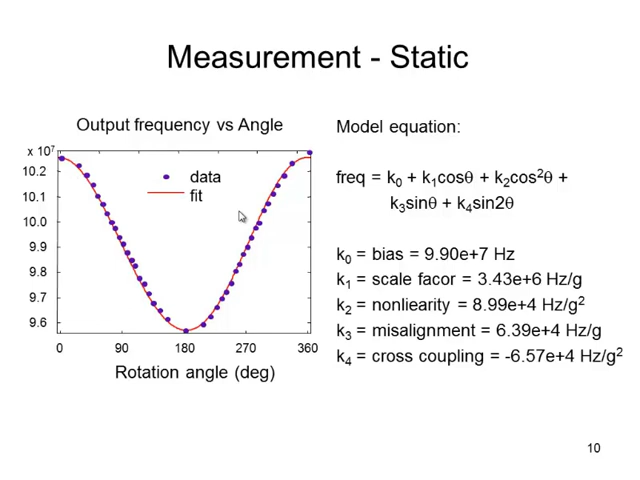 Measurement - Static
Output frequency vs Angle
x 10⁷
10.2
10.1
10.0
9.9
9.8
9.7
9.6
data
fit
0 90 180 270 360
Rotation angle (deg)
Model equation:
freq = k₀ + k₁cosθ + k₂cos²θ +
k₃sinθ + k₄sin2θ
k₀ = bias = 9.90e+7 Hz
k₁ = scale facor = 3.43e+6 Hz/g
k₂ = nonliearity = 8.99e+4 Hz/g²
k₃ = misalignment = 6.39e+4 Hz/g
k₄ = cross coupling = -6.57e+4 Hz/g²
10